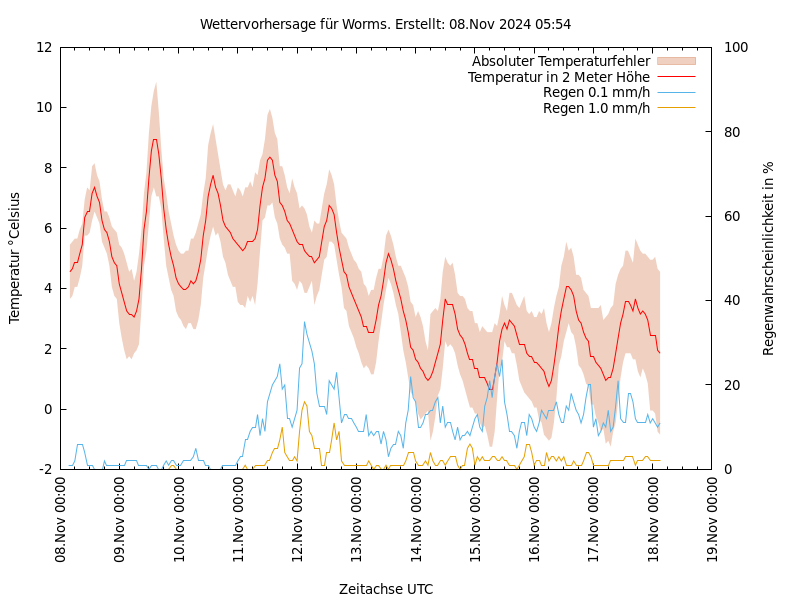 Wettervorhersage für Worms. Erstellt: 08.Nov 2024 05:54
Absoluter Temperaturfehler
Temperatur in 2 Meter Höhe
Regen 0.1 mm/h
Regen 1.0 mm/h
Temperatur °Celsius
12
10
8
6
4
2
0
-2
Regenwahrscheinlichkeit in %
100
80
60
40
20
0
08.Nov 00:00
09.Nov 00:00
10.Nov 00:00
11.Nov 00:00
12.Nov 00:00
13.Nov 00:00
14.Nov 00:00
15.Nov 00:00
16.Nov 00:00
17.Nov 00:00
18.Nov 00:00
19.Nov 00:00
Zeitachse UTC